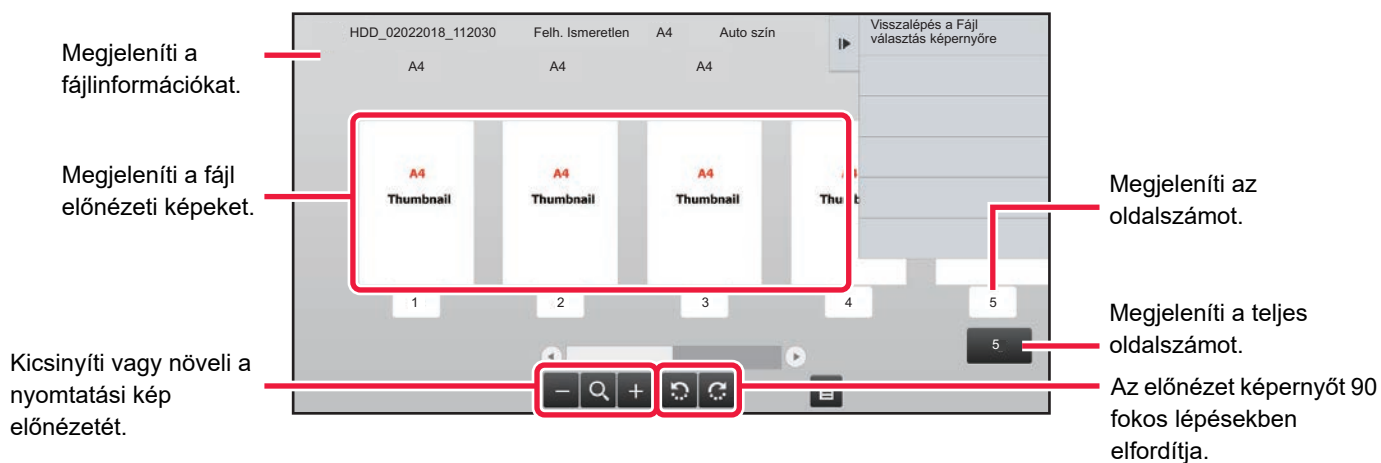 Megjeleníti a
fájlinformációkat.
Megjeleníti a fájl
előnézeti képeket.
Kicsinyíti vagy növeli a
nyomtatási kép
előnézetét.
HDD_02022018_112030 Felh. Ismeretlen A4 Auto szín
A4 A4 A4
Visszalépés a Fájl
választás képernyőre
A4 A4 A4
Thumbnail Thumbnail Thumbnail
1 2 3 4 5
5
Megjeleníti az
oldalszámot.
Megjeleníti a teljes
oldalszámot.
Az előnézet képernyőt 90
fokos lépésekben
elfordítja.